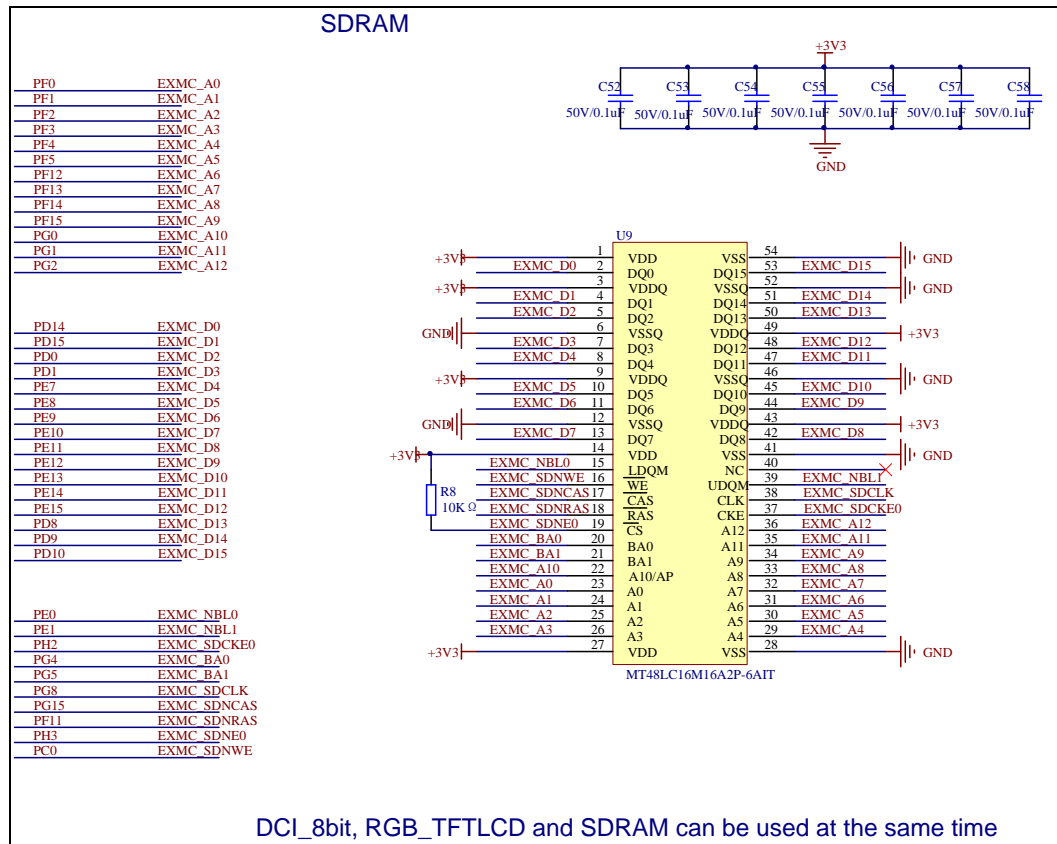 SDRAM
+3V3
C52 C53 C54 C55 C56 C57 C58
50V/0.1uF 50V/0.1uF 50V/0.1uF 50V/0.1uF 50V/0.1uF 50V/0.1uF 50V/0.1uF
GND
PF0 EXMC_A0
PF1 EXMC_A1
PF2 EXMC_A2
PF3 EXMC_A3
PF4 EXMC_A4
PF5 EXMC_A5
PF12 EXMC_A6
PF13 EXMC_A7
PF14 EXMC_A8
PF15 EXMC_A9
PG0 EXMC_A10
PG1 EXMC_A11
PG2 EXMC_A12
PD14 EXMC_D0
PD15 EXMC_D1
PD0 EXMC_D2
PD1 EXMC_D3
PE7 EXMC_D4
PE8 EXMC_D5
PE9 EXMC_D6
PE10 EXMC_D7
PE11 EXMC_D8
PE12 EXMC_D9
PE13 EXMC_D10
PE14 EXMC_D11
PE15 EXMC_D12
PD8 EXMC_D13
PD9 EXMC_D14
PD10 EXMC_D15
PE0 EXMC_NBL0
PE1 EXMC_NBL1
PH2 EXMC_SDCKE0
PG4 EXMC_BA0
PG5 EXMC_BA1
PG8 EXMC_SDCLK
PG15 EXMC_SDNCAS
PF11 EXMC_SDNRAS
PH3 EXMC_SDNE0
PC0 EXMC_SDNWE
U9
+3V3 1 VDD VSS 54 GND
EXMC_D0 2 DQ0 DQ15 53 EXMC_D15
+3V3 3 VDDQ VSSQ 52 GND
EXMC_D1 4 DQ1 DQ14 51 EXMC_D14
EXMC_D2 5 DQ2 DQ13 50 EXMC_D13
GND 6 VSSQ VDDQ 49 +3V3
EXMC_D3 7 DQ3 DQ12 48 EXMC_D12
EXMC_D4 8 DQ4 DQ11 47 EXMC_D11
+3V3 9 VDDQ VSSQ 46 GND
EXMC_D5 10 DQ5 DQ10 45 EXMC_D10
EXMC_D6 11 DQ6 DQ9 44 EXMC_D9
GND 12 VSSQ VDDQ 43 +3V3
EXMC_D7 13 DQ7 DQ8 42 EXMC_D8
+3V3 14 VDD VSS 41 GND
EXMC_NBL0 15 LDQM NC 40
EXMC_SDNWE 16 WE UDQM 39 EXMC_NBL1
R8 EXMC_SDNCAS 17 CAS CLK 38 EXMC_SDCLK
10KΩ EXMC_SDNRAS 18 RAS CKE 37 EXMC_SDCKE0
EXMC_SDNE0 19 CS A12 36 EXMC_A12
EXMC_BA0 20 BA0 A11 35 EXMC_A11
EXMC_BA1 21 BA1 A9 34 EXMC_A9
EXMC_A10 22 A10/AP A8 33 EXMC_A8
EXMC_A0 23 A0 A7 32 EXMC_A7
EXMC_A1 24 A1 A6 31 EXMC_A6
EXMC_A2 25 A2 A5 30 EXMC_A5
EXMC_A3 26 A3 A4 29 EXMC_A4
+3V3 27 VDD VSS 28 GND
MT48LC16M16A2P-6AIT
DCI_8bit, RGB_TFTLCD and SDRAM can be used at the same time